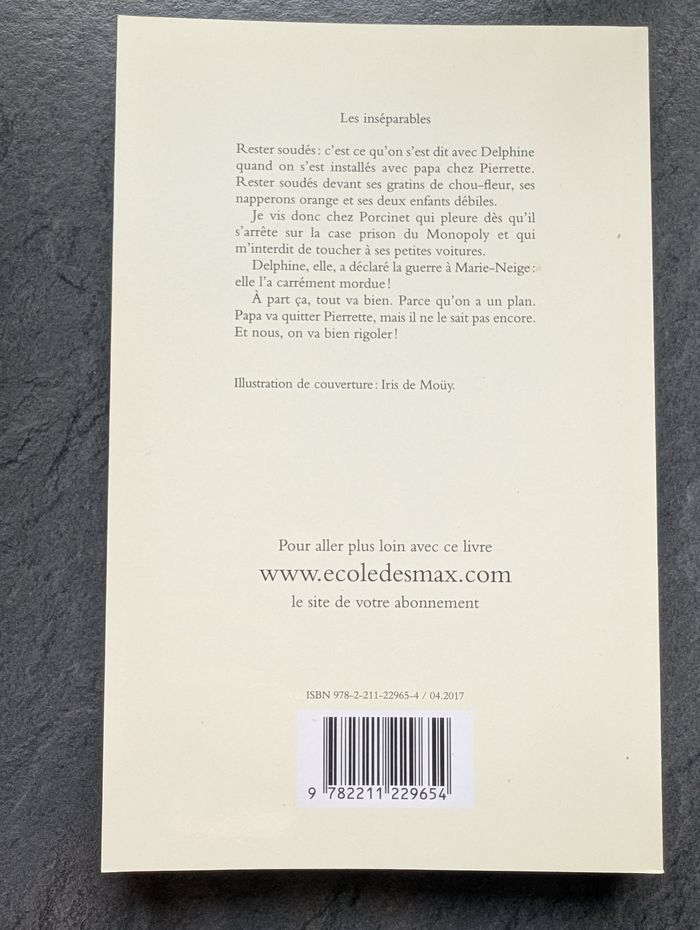 Les inséparables
Rester soudés : c'est ce qu'on s'est dit avec Delphine
quand on s'est installés avec papa chez Pierrette.
Rester soudés devant ses gratins de chou-fleur, ses
napperons orange et ses deux enfants débiles.
Je vis donc chez Porcinet qui pleure dès qu'il
s'arrête sur la case prison du Monopoly et qui
m'interdit de toucher à ses petites voitures.
Delphine, elle, a déclaré la guerre à Marie-Neige :
elle l'a carrément mordue !
À part ça, tout va bien. Parce qu'on a un plan.
Papa va quitter Pierrette, mais il ne le sait pas encore.
Et nous, on va bien rigoler !
Illustration de couverture : Iris de Moüy.
Pour aller plus loin avec ce livre
www.ecoledesmax.com
le site de votre abonnement
ISBN 978-2-211-22965-4 / 04.2017
9 782211 229654